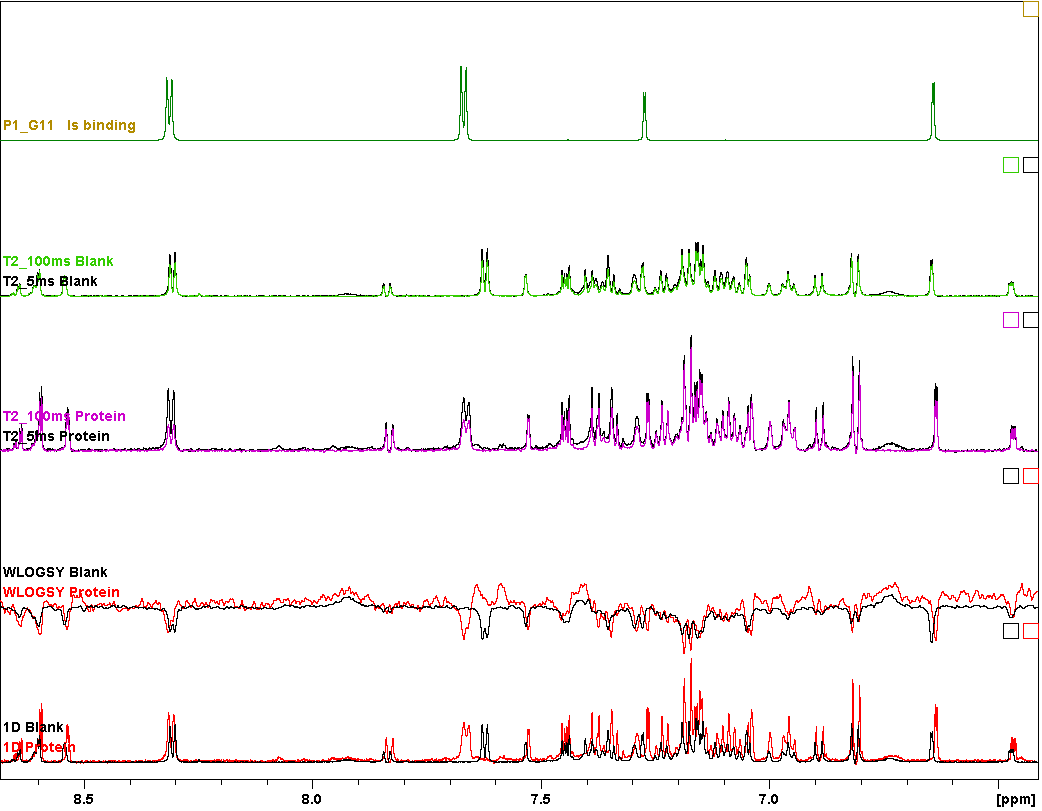 P1_G11 Is binding
T2_100ms Blank
T2_5ms Blank
T2_100ms Protein
T2_5ms Protein
WLOGSY Blank
WLOGSY Protein
1D Blank
1D Protein
8.5 8.0 7.5 7.0 [ppm]